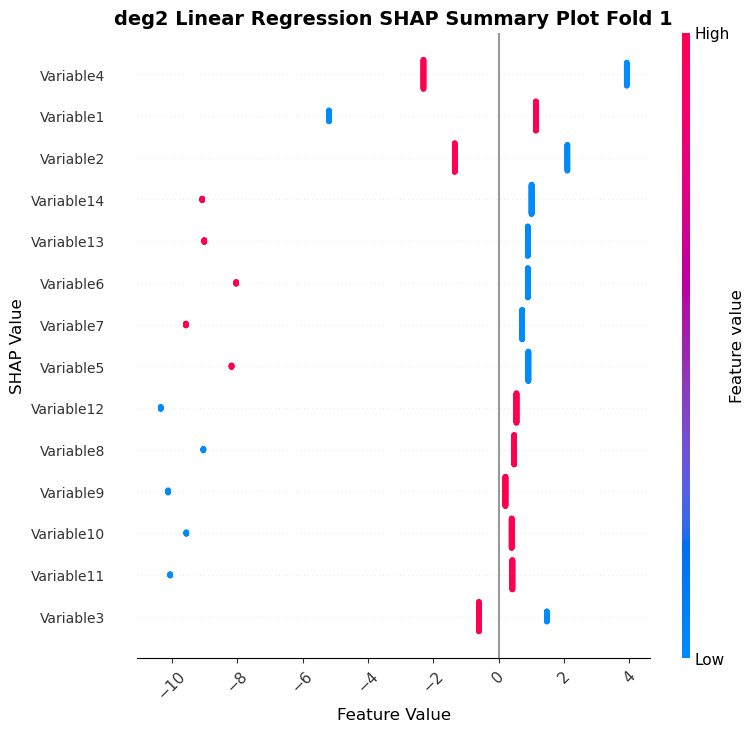 deg2 Linear Regression SHAP Summary Plot Fold 1
High
Variable4
Variable1
Variable2
Variable14
Variable13
Variable6
Variable7
Variable5
Variable12
Variable8
Variable9
Variable10
Variable11
Variable3
SHAP Value
Feature value
Low
−10 −8 −6 −4 −2 0 2 4
Feature Value